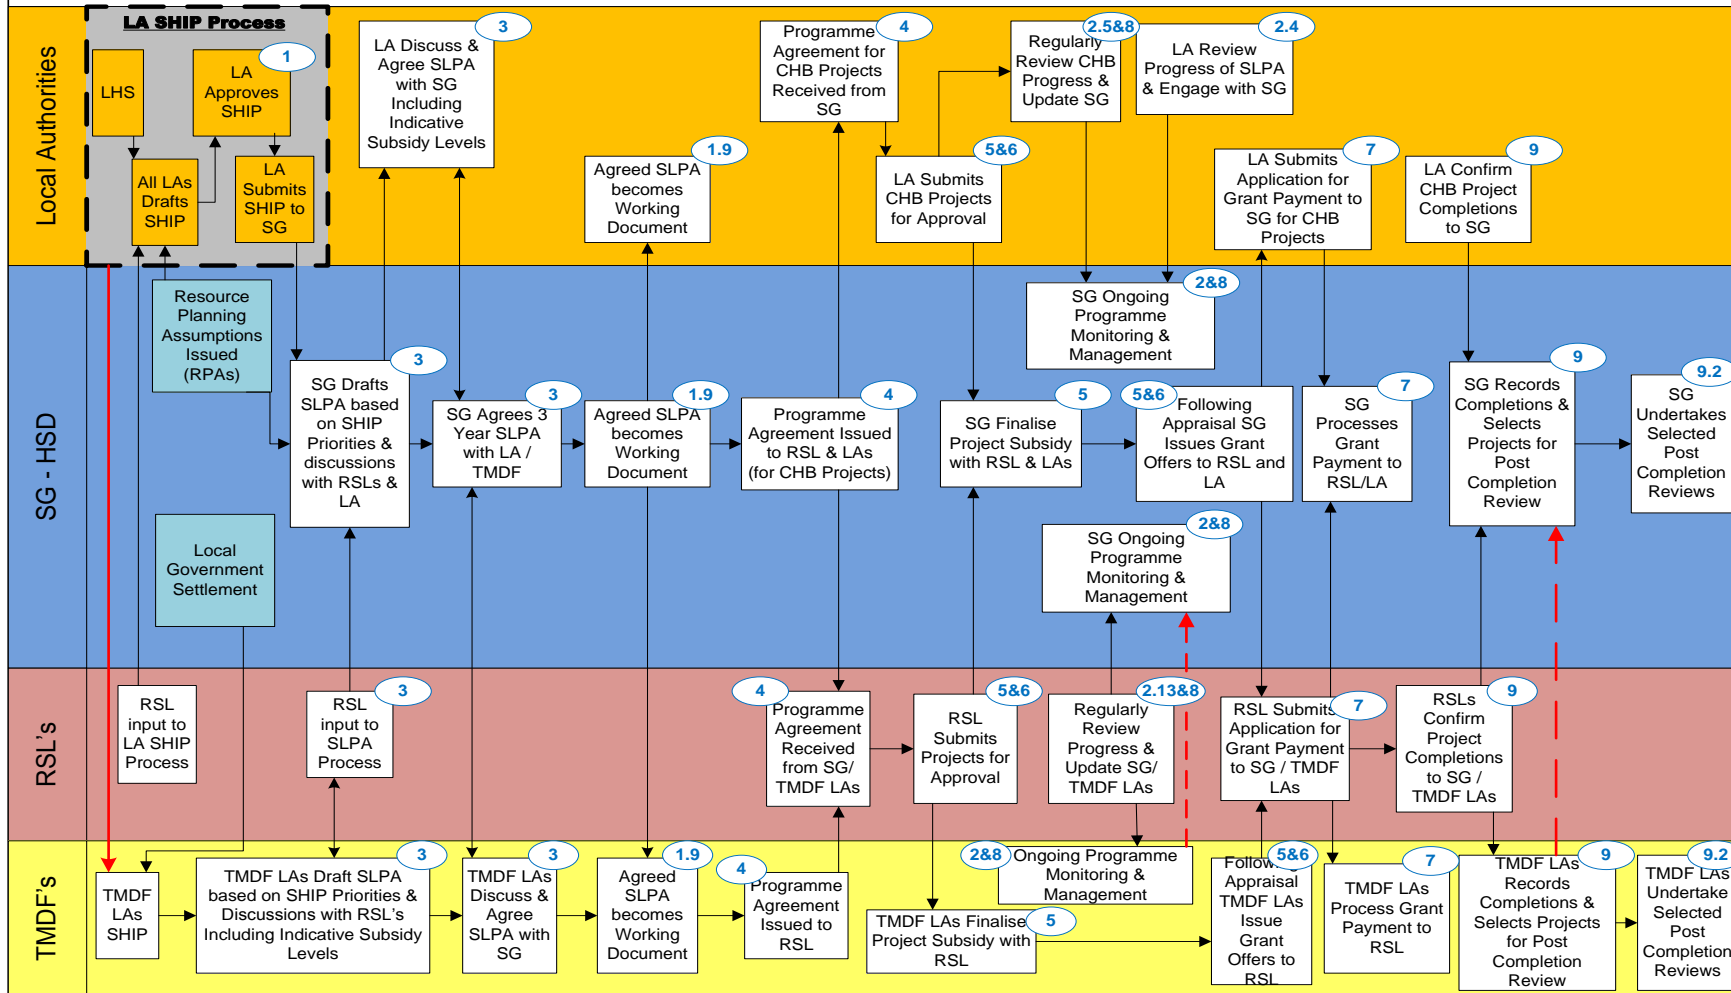 Local Authorities
LA SHIP Process
LHS
1
LA
Approves
SHIP
All LAs
Drafts
SHIP
LA
Submits
SHIP to
SG
3
LA Discuss &
Agree SLPA
with SG
Including
Indicative
Subsidy Levels
1.9
Agreed SLPA
becomes
Working
Document
4
Programme
Agreement for
CHB Projects
Received from
SG
5&6
LA Submits
CHB Projects
for Approval
2.5&8
Regularly
Review CHB
Progress &
Update SG
2.4
LA Review
Progress of SLPA
& Engage with SG
7
LA Submits
Application for
Grant Payment to
SG for CHB
Projects
9
LA Confirm
CHB Project
Completions
to SG
SG - HSD
Resource
Planning
Assumptions
Issued
(RPAs)
Local
Government
Settlement
3
SG Drafts
SLPA based
on SHIP
Priorities &
discussions
with RSLs &
LA
3
SG Agrees 3
Year SLPA
with LA /
TMDF
1.9
Agreed SLPA
becomes
Working
Document
4
Programme
Agreement Issued
to RSL & LAs
(for CHB Projects)
5
SG Finalise
Project Subsidy
with RSL & LAs
2&8
SG Ongoing
Programme
Monitoring &
Management
5&6
Following
Appraisal SG
Issues Grant
Offers to RSL and
LA
2&8
SG Ongoing
Programme
Monitoring &
Management
7
SG
Processes
Grant
Payment to
RSL/LA
9
SG Records
Completions &
Selects
Projects for
Post
Completion
Review
9.2
SG
Undertakes
Selected
Post
Completion
Reviews
RSL's
RSL
input to
LA SHIP
Process
3
RSL
input to
SLPA
Process
4
Programme
Agreement
Received
from SG/
TMDF LAs
5&6
RSL
Submits
Projects for
Approval
2.13&8
Regularly
Review
Progress &
Update SG/
TMDF LAs
7
RSL Submits
Application for
Grant Payment
to SG / TMDF
LAs
9
RSLs
Confirm
Project
Completions
to SG /
TMDF LAs
TMDF's
TMDF
LAs
SHIP
3
TMDF LAs Draft SLPA
based on SHIP Priorities &
Discussions with RSL's
Including Indicative Subsidy
Levels
3
TMDF LAs
Discuss &
Agree
SLPA with
SG
1.9
Agreed
SLPA
becomes
Working
Document
4
Programme
Agreement
Issued to
RSL
5
TMDF LAs Finalise
Project Subsidy with
RSL
2&8
Ongoing Programme
Monitoring &
Management
5&6
Following
Appraisal
TMDF LAs
Issue
Grant
Offers to
RSL
7
TMDF LAs
Process Grant
Payment to
RSL
9
TMDF LAs
Records
Completions &
Selects Projects
for Post
Completion
Review
9.2
TMDF LAs
Undertake
Selected
Post
Completion
Reviews